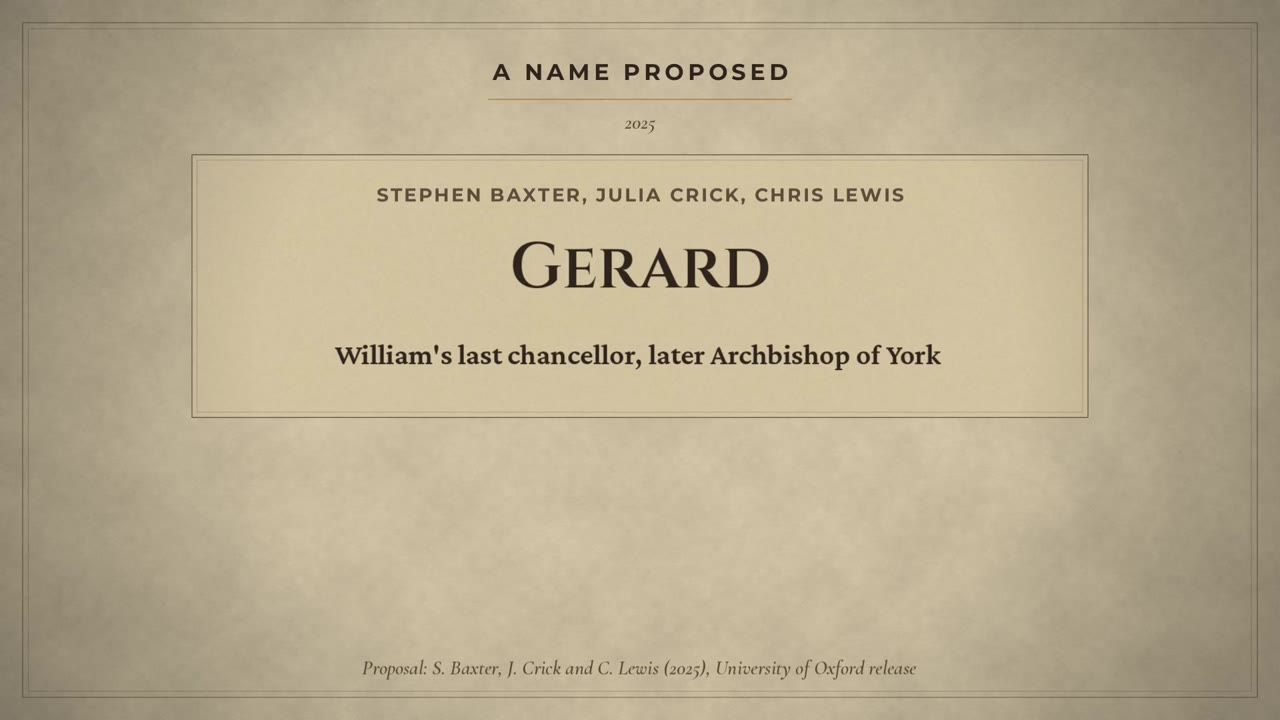 A NAME PROPOSED
2025
STEPHEN BAXTER, JULIA CRICK, CHRIS LEWIS
GERARD
William's last chancellor, later Archbishop of York
Proposal: S. Baxter, J. Crick and C. Lewis (2025), University of Oxford release